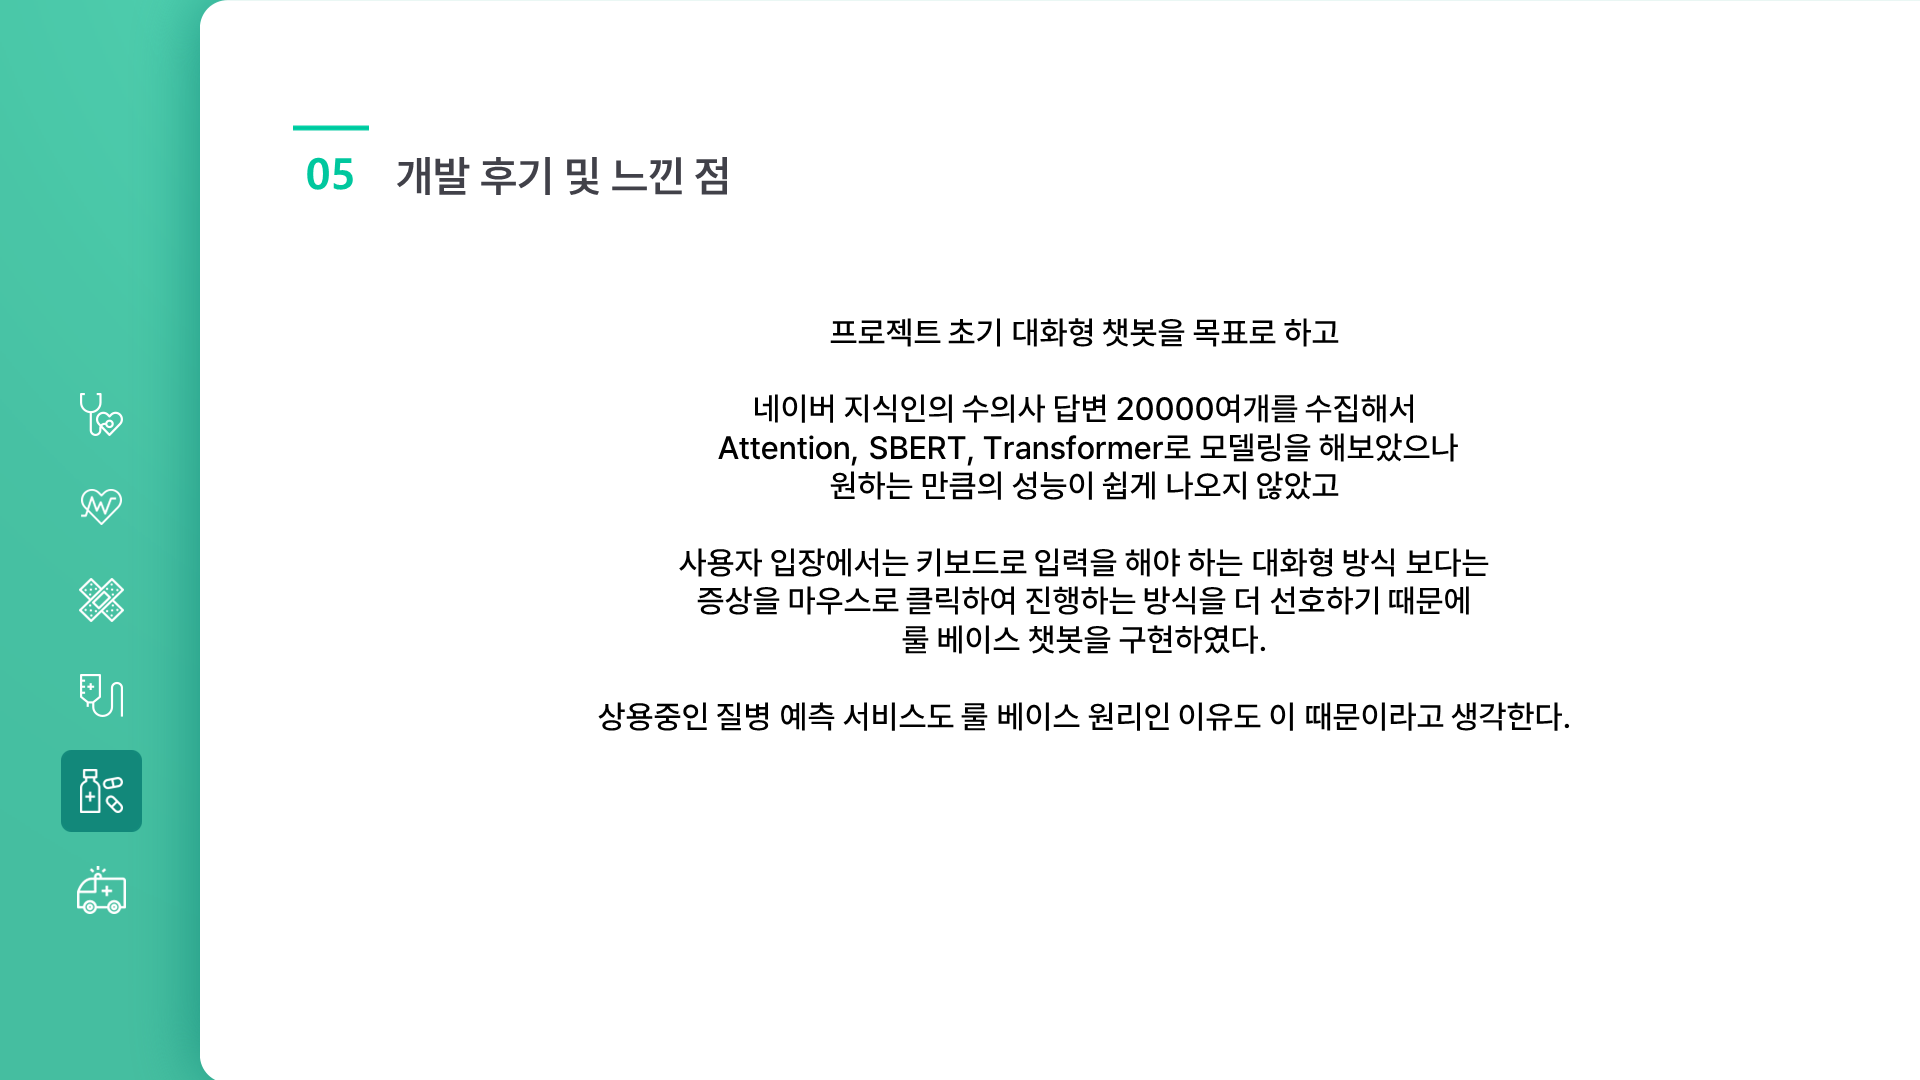 05 개발 후기 및 느낀 점
프로젝트 초기 대화형 챗봇을 목표로 하고
네이버 지식인의 수의사 답변 20000여개를 수집해서
Attention, SBERT, Transformer로 모델링을 해보았으나
원하는 만큼의 성능이 쉽게 나오지 않았고
사용자 입장에서는 키보드로 입력을 해야 하는 대화형 방식 보다는
증상을 마우스로 클릭하여 진행하는 방식을 더 선호하기 때문에
룰 베이스 챗봇을 구현하였다.
상용중인 질병 예측 서비스도 룰 베이스 원리인 이유도 이 때문이라고 생각한다.